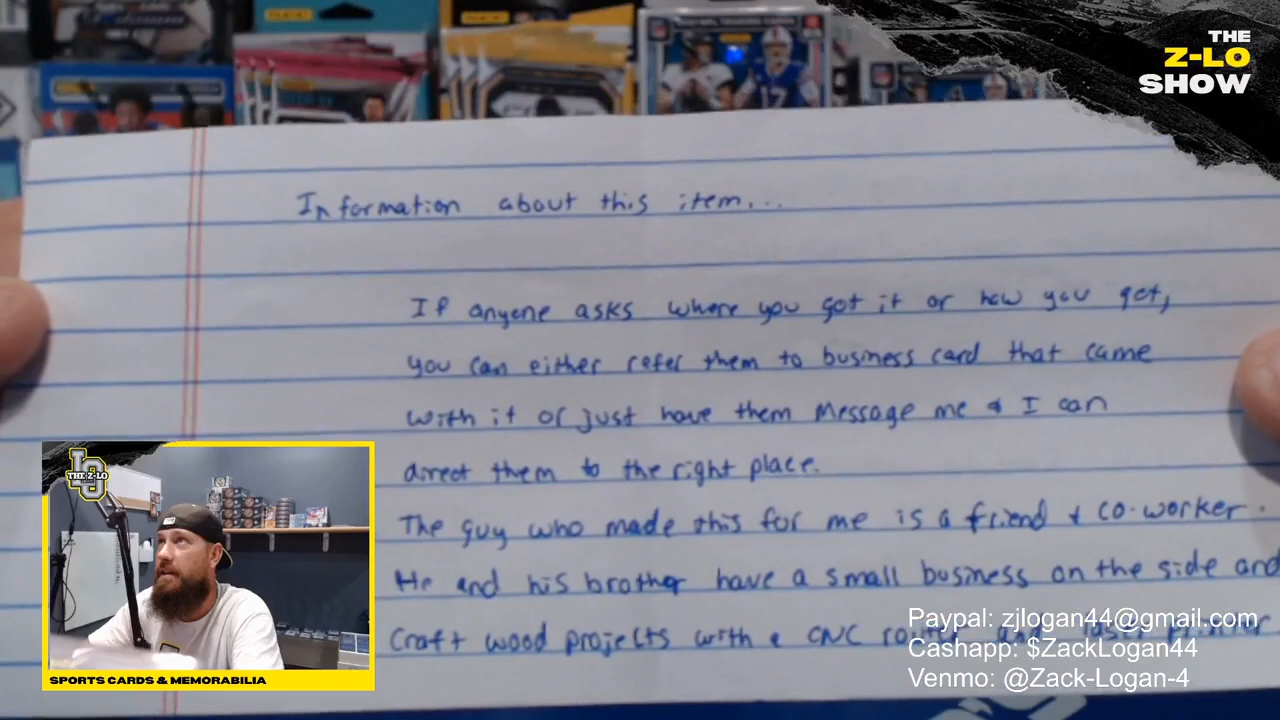 THE
Z-LO
SHOW
Information about this item...
If anyone asks where you got it or how you get,
you can either refer them to business card that came
with it or just have them message me & I can
direct them to the right place.
The guy who made this for me is a friend & co-worker.
He and his brother have a small business on the side and
Craft wood projects with a CNC router and
Paypal: zjlogan44@gmail.com
Cashapp: $ZackLogan44
Venmo: @Zack-Logan-4
THE Z-LO
SPORTS CARDS & MEMORABILIA
17